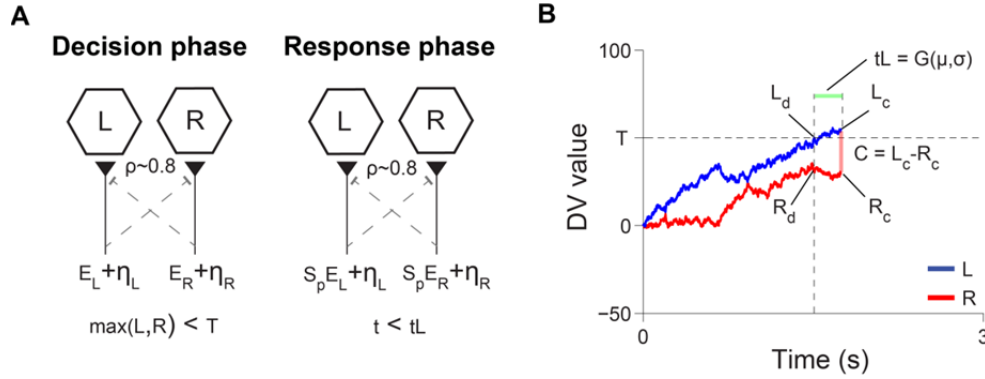 A
Decision phase
Response phase
L
R
L
R
ρ~0.8
ρ~0.8
E_L+η_L
E_R+η_R
S_pE_L+η_L
S_pE_R+η_R
max(L,R) < T
t < tL
B
tL = G(μ,σ)
100
L_d
L_c
T
C = L_c-R_c
DV value
R_d
R_c
0
L
R
−50
0
3
Time (s)